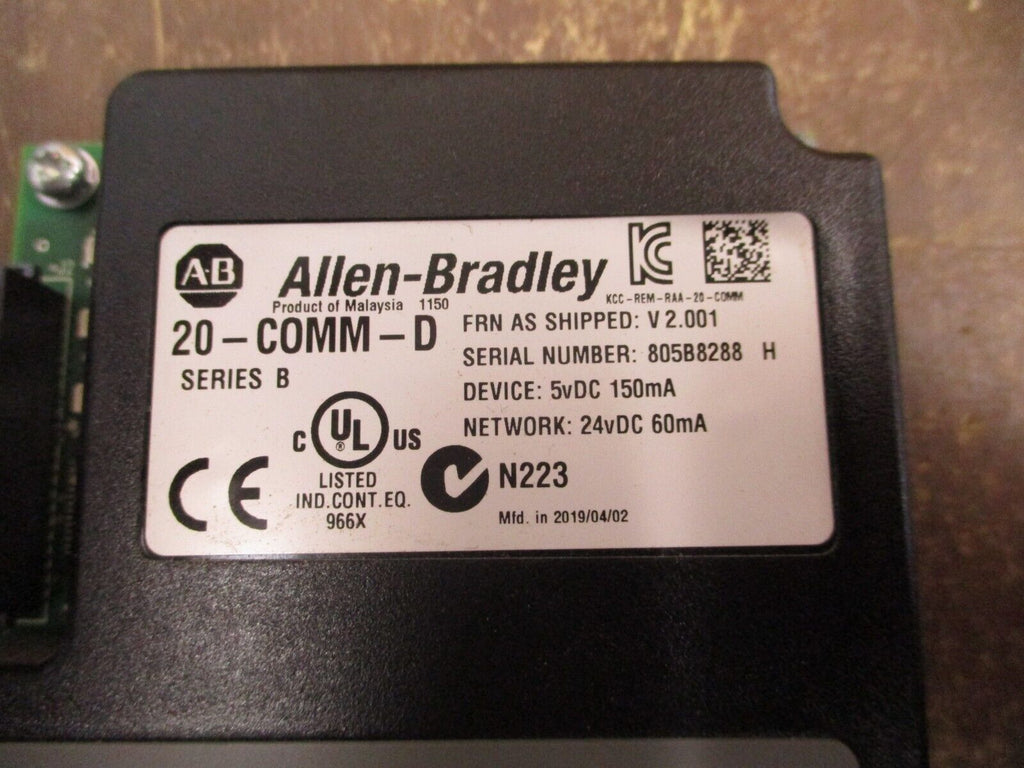 A-B Allen-Bradley
KCC-REM-RAA-20-COMM
Product of Malaysia 1150
20-COMM-D
SERIES B
FRN AS SHIPPED: V 2.001
SERIAL NUMBER: 805B8288 H
DEVICE: 5vDC 150mA
NETWORK: 24vDC 60mA
C UL ® US
LISTED
IND.CONT.EQ.
966X
CE
N223
Mfd. in 2019/04/02